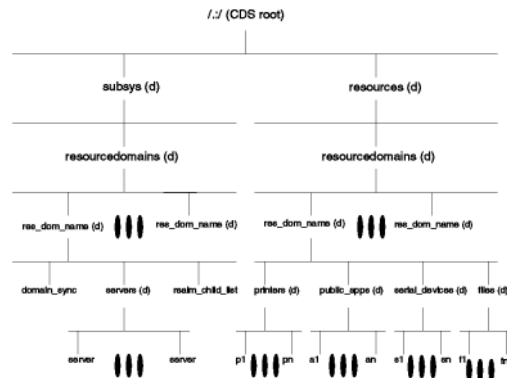 /.:/ (CDS root)
subsys (d) resources (d)
resourcedomains (d) resourcedomains (d)
res_dom_name (d) res_dom_name (d) res_dom_name (d) res_dom_name (d)
domain_sync servers (d) realm_child_list printers (d) public_apps (d) serial_devices (d) files (d)
server server p1 pn a1 an s1 sn f1 fn